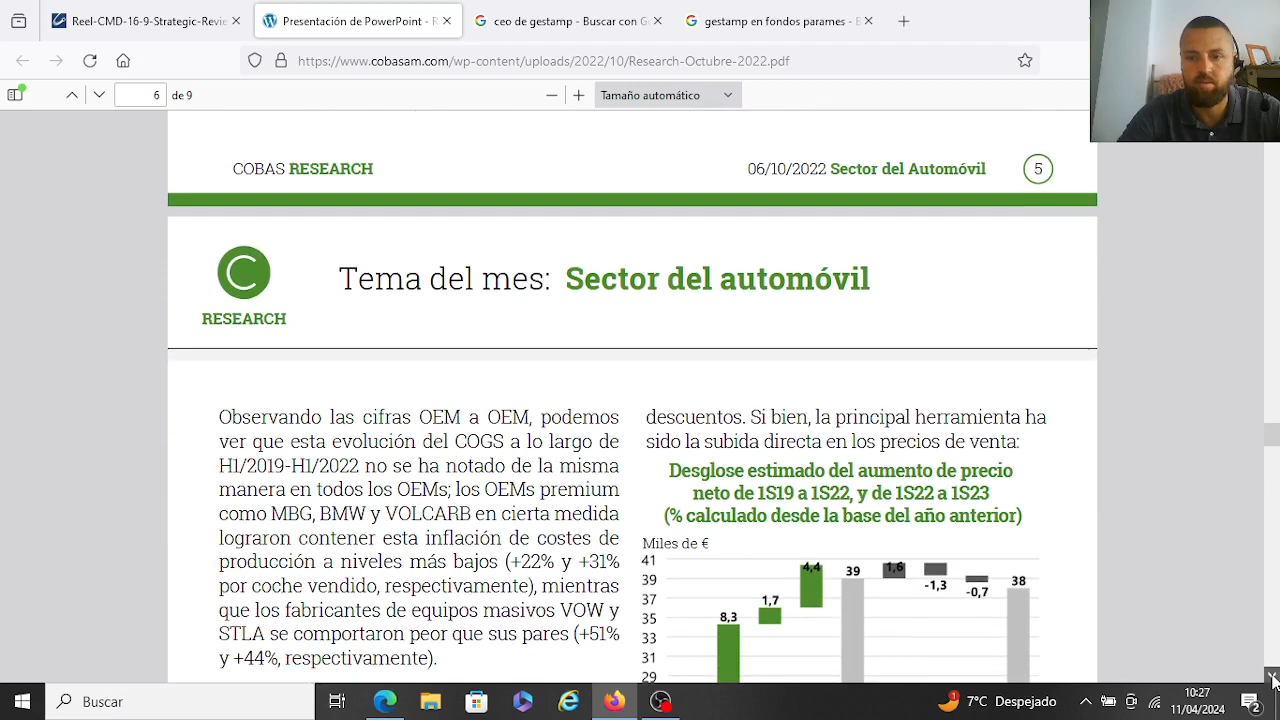 Reel-CMD-16-9-Strategic-Revie
Presentación de PowerPoint - R
ceo de gestamp - Buscar con G
gestamp en fondos parames - B
https://www.cobasam.com/wp-content/uploads/2022/10/Research-Octubre-2022.pdf
6 de 9
Tamaño automático
COBAS RESEARCH
06/10/2022 Sector del Automóvil 5
C
RESEARCH
Tema del mes: Sector del automóvil
Observando las cifras OEM a OEM, podemos
ver que esta evolución del COGS a lo largo de
H1/2019-H1/2022 no se ha notado de la misma
manera en todos los OEMs; los OEMs premium
como MBG, BMW y VOLCARB en cierta medida
lograron contener esta inflación de costes de
producción a niveles más bajos (+22% y +31%
por coche vendido, respectivamente), mientras
que los fabricantes de equipos masivos VOW y
STLA se comportaron peor que sus pares (+51%
y +44%, respectivamente).
descuentos. Si bien, la principal herramienta ha
sido la subida directa en los precios de venta:
Desglose estimado del aumento de precio
neto de 1S19 a 1S22, y de 1S22 a 1S23
(% calculado desde la base del año anterior)
Miles de €
41
39
37
35
33
31
29
8,3
1,7
4,4
39
1,6
-1,3
-0,7
38
Buscar
1
7°C Despejado
10:27
11/04/2024
2